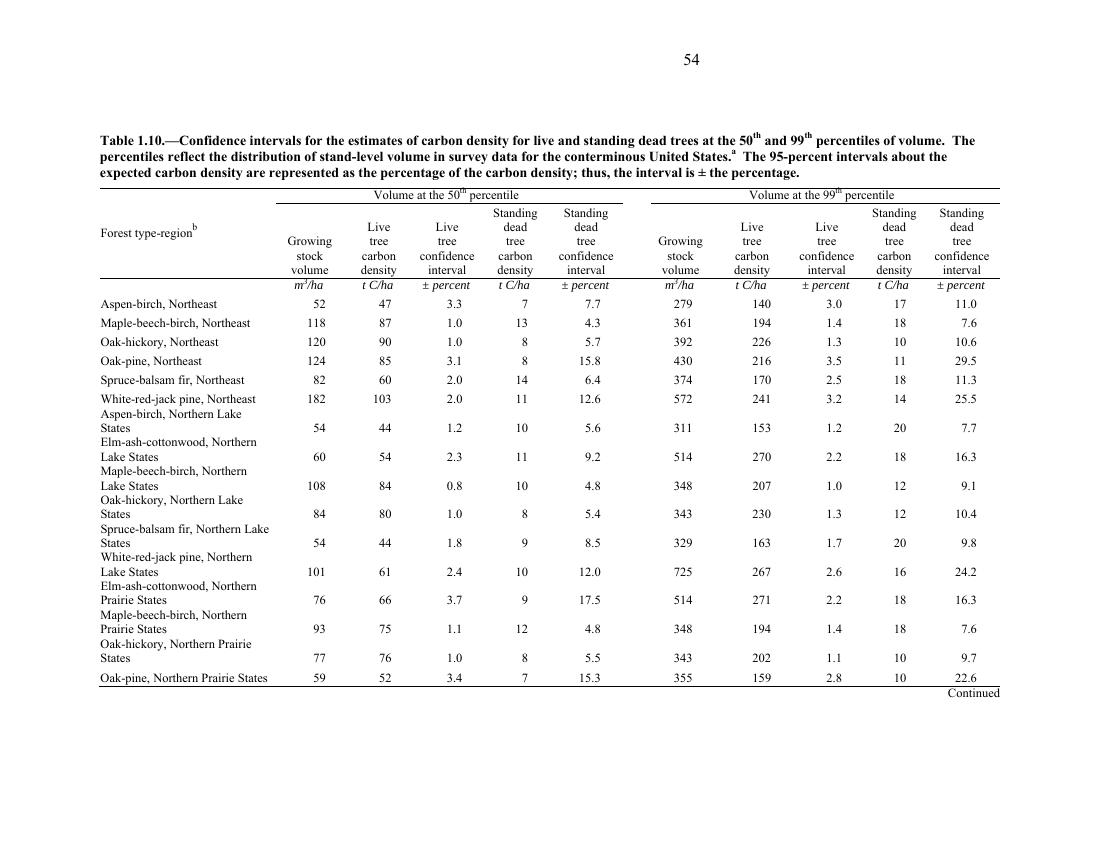 54
Table 1.10.—Confidence intervals for the estimates of carbon density for live and standing dead trees at the 50th and 99th percentiles of volume. The
percentiles reflect the distribution of stand-level volume in survey data for the conterminous United States.a The 95-percent intervals about the
expected carbon density are represented as the percentage of the carbon density; thus, the interval is ± the percentage.
Volume at the 50th percentile Volume at the 99th percentile
Forest type-regionb
Growing stock volume
Live tree carbon density
Live tree confidence interval
Standing dead tree carbon density
Standing dead tree confidence interval
Growing stock volume
Live tree carbon density
Live tree confidence interval
Standing dead tree carbon density
Standing dead tree confidence interval
m3/ha t C/ha ± percent t C/ha ± percent m3/ha t C/ha ± percent t C/ha ± percent
Aspen-birch, Northeast 52 47 3.3 7 7.7 279 140 3.0 17 11.0
Maple-beech-birch, Northeast 118 87 1.0 13 4.3 361 194 1.4 18 7.6
Oak-hickory, Northeast 120 90 1.0 8 5.7 392 226 1.3 10 10.6
Oak-pine, Northeast 124 85 3.1 8 15.8 430 216 3.5 11 29.5
Spruce-balsam fir, Northeast 82 60 2.0 14 6.4 374 170 2.5 18 11.3
White-red-jack pine, Northeast 182 103 2.0 11 12.6 572 241 3.2 14 25.5
Aspen-birch, Northern Lake
States 54 44 1.2 10 5.6 311 153 1.2 20 7.7
Elm-ash-cottonwood, Northern
Lake States 60 54 2.3 11 9.2 514 270 2.2 18 16.3
Maple-beech-birch, Northern
Lake States 108 84 0.8 10 4.8 348 207 1.0 12 9.1
Oak-hickory, Northern Lake
States 84 80 1.0 8 5.4 343 230 1.3 12 10.4
Spruce-balsam fir, Northern Lake
States 54 44 1.8 9 8.5 329 163 1.7 20 9.8
White-red-jack pine, Northern
Lake States 101 61 2.4 10 12.0 725 267 2.6 16 24.2
Elm-ash-cottonwood, Northern
Prairie States 76 66 3.7 9 17.5 514 271 2.2 18 16.3
Maple-beech-birch, Northern
Prairie States 93 75 1.1 12 4.8 348 194 1.4 18 7.6
Oak-hickory, Northern Prairie
States 77 76 1.0 8 5.5 343 202 1.1 10 9.7
Oak-pine, Northern Prairie States 59 52 3.4 7 15.3 355 159 2.8 10 22.6
Continued